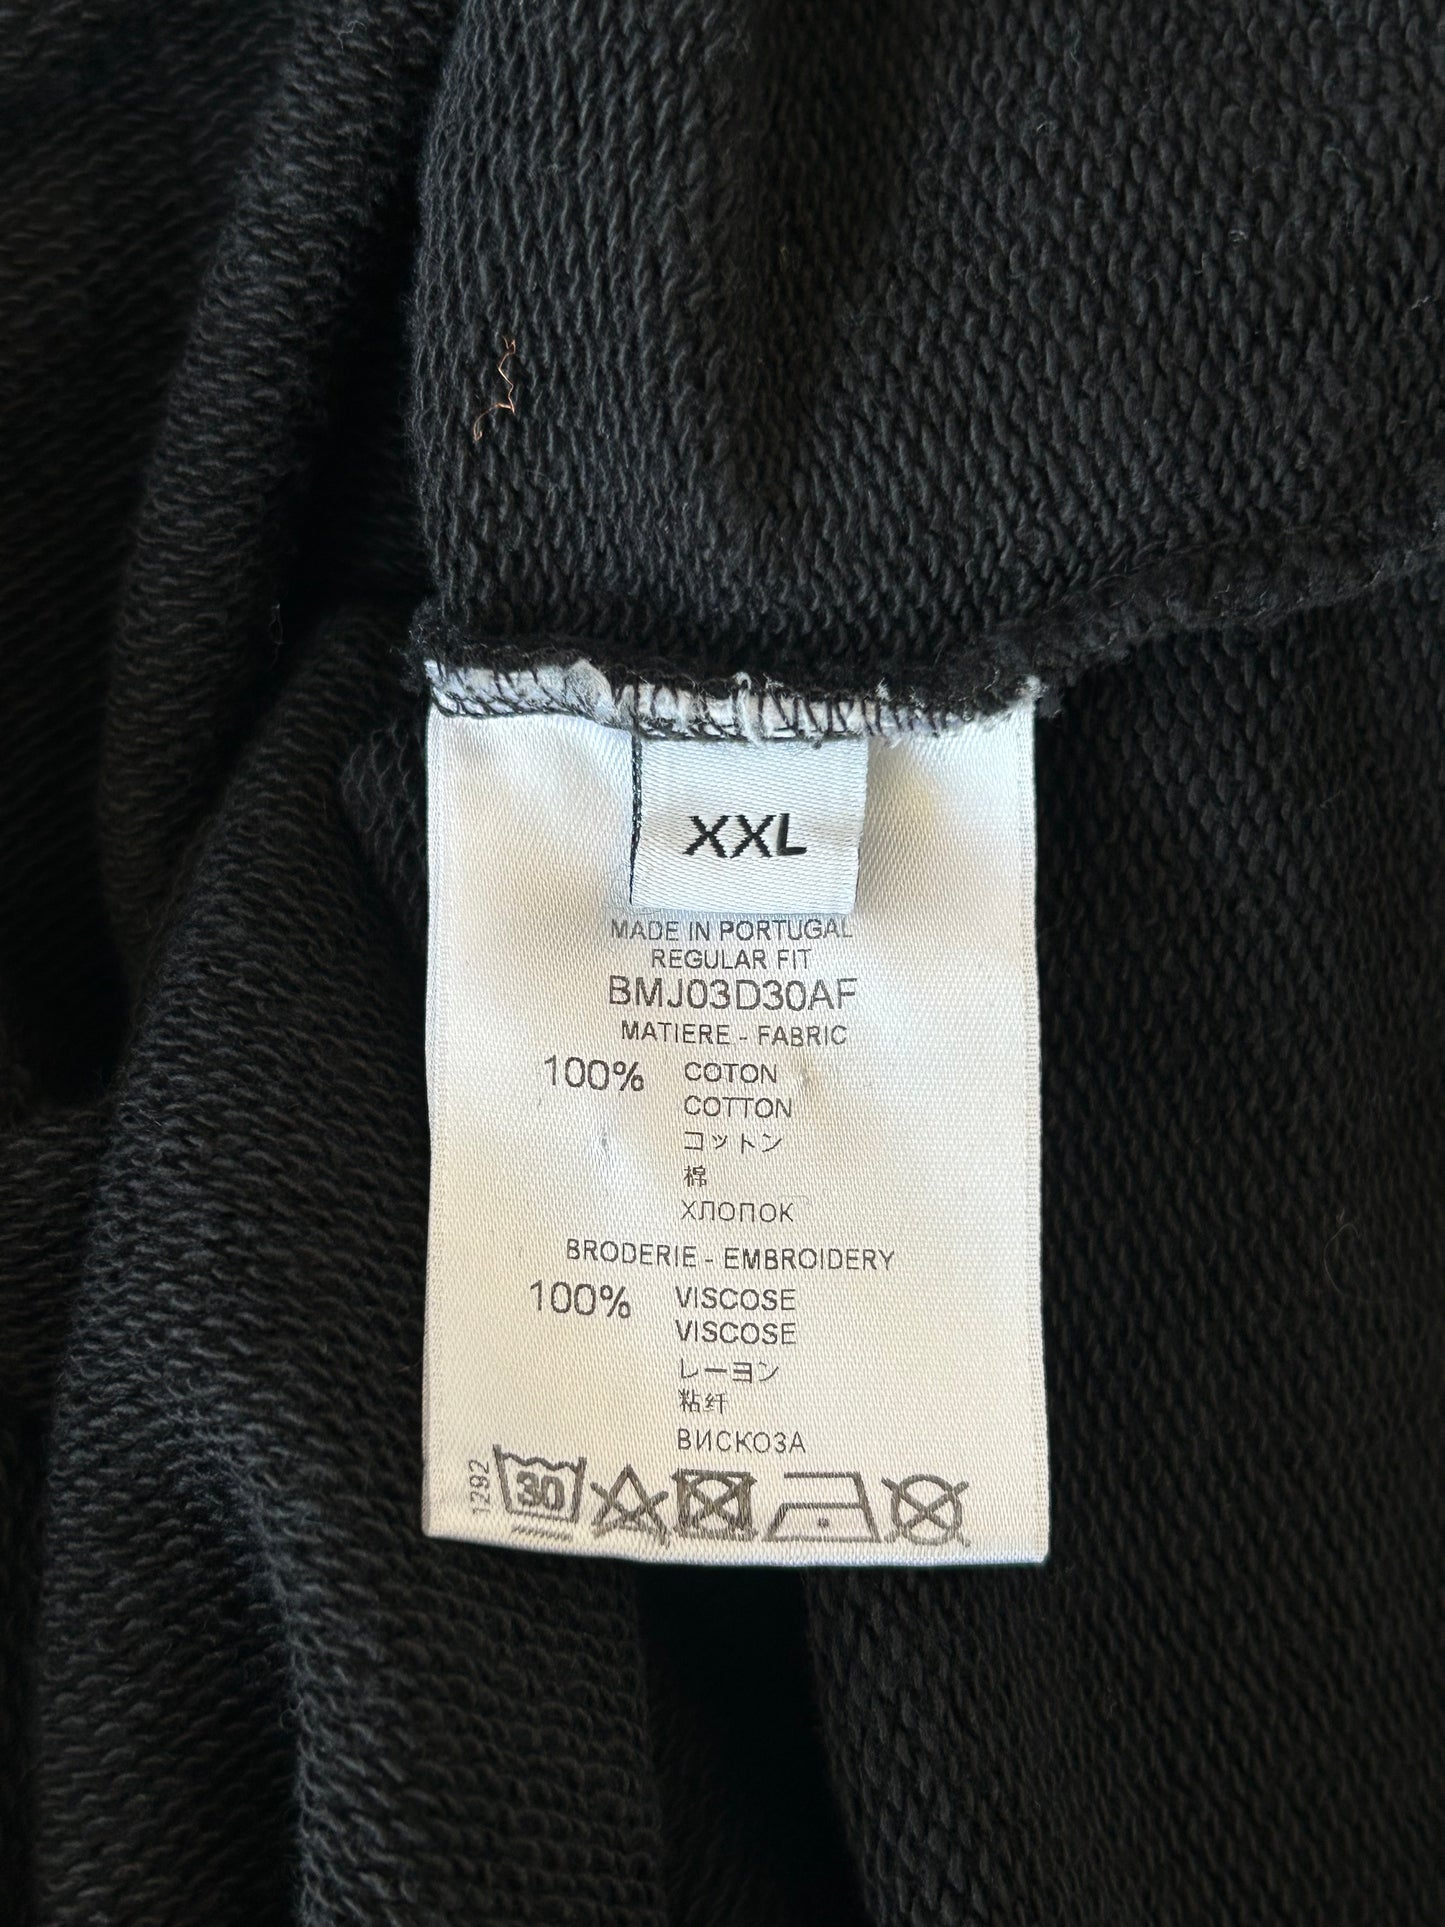 XXL
MADE IN PORTUGAL
REGULAR FIT
BMJ03D30AF
MATIERE - FABRIC
100% COTON
COTTON
コットン
棉
ХЛОПОК
BRODERIE - EMBROIDERY
100% VISCOSE
VISCOSE
レーヨン
粘纤
ВИСКОЗА
1292
30